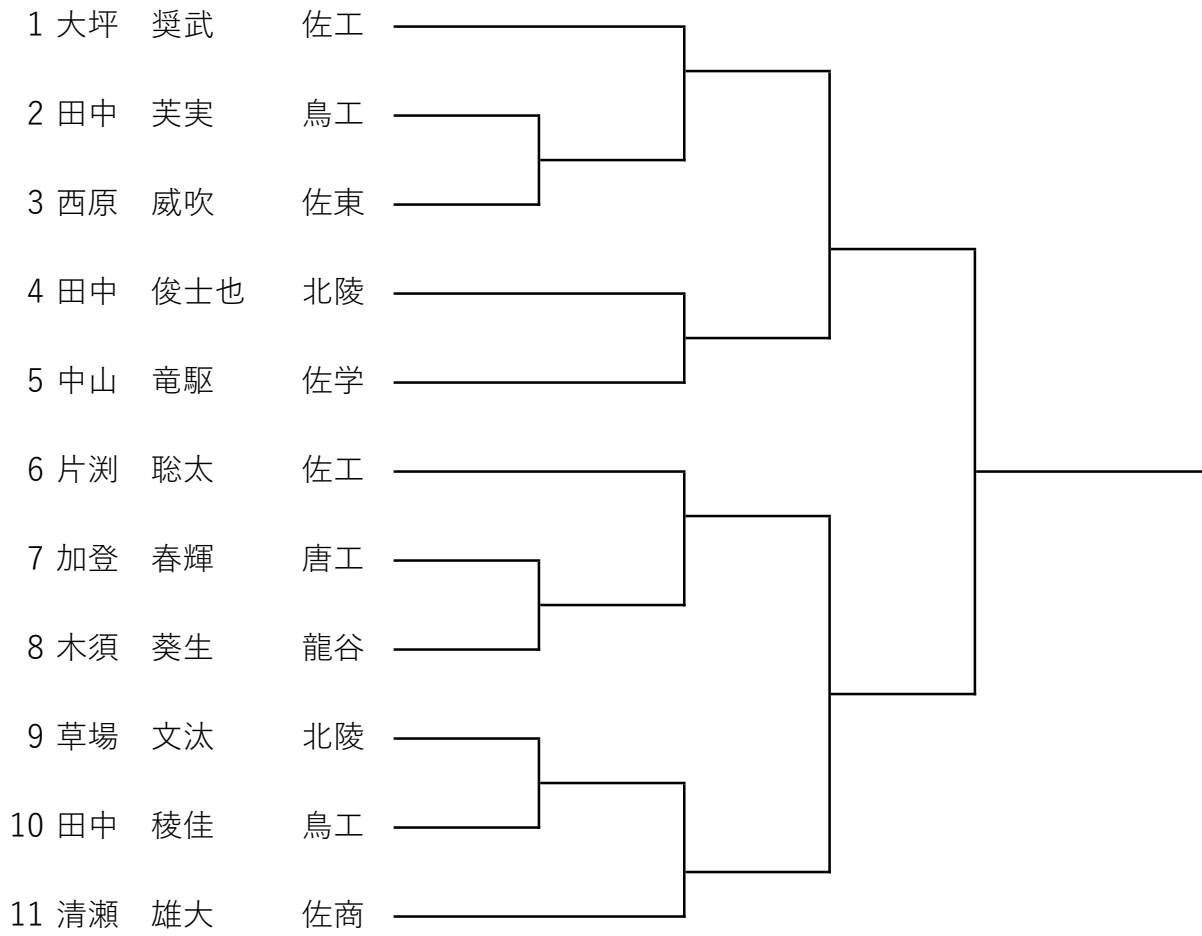 1 大坪 奨武 佐工
2 田中 芙実 鳥工
3 西原 威吹 佐東
4 田中 俊士也 北陵
5 中山 竜駆 佐学
6 片渕 聡太 佐工
7 加登 春輝 唐工
8 木須 葵生 龍谷
9 草場 文汰 北陵
10 田中 稜佳 鳥工
11 清瀬 雄大 佐商